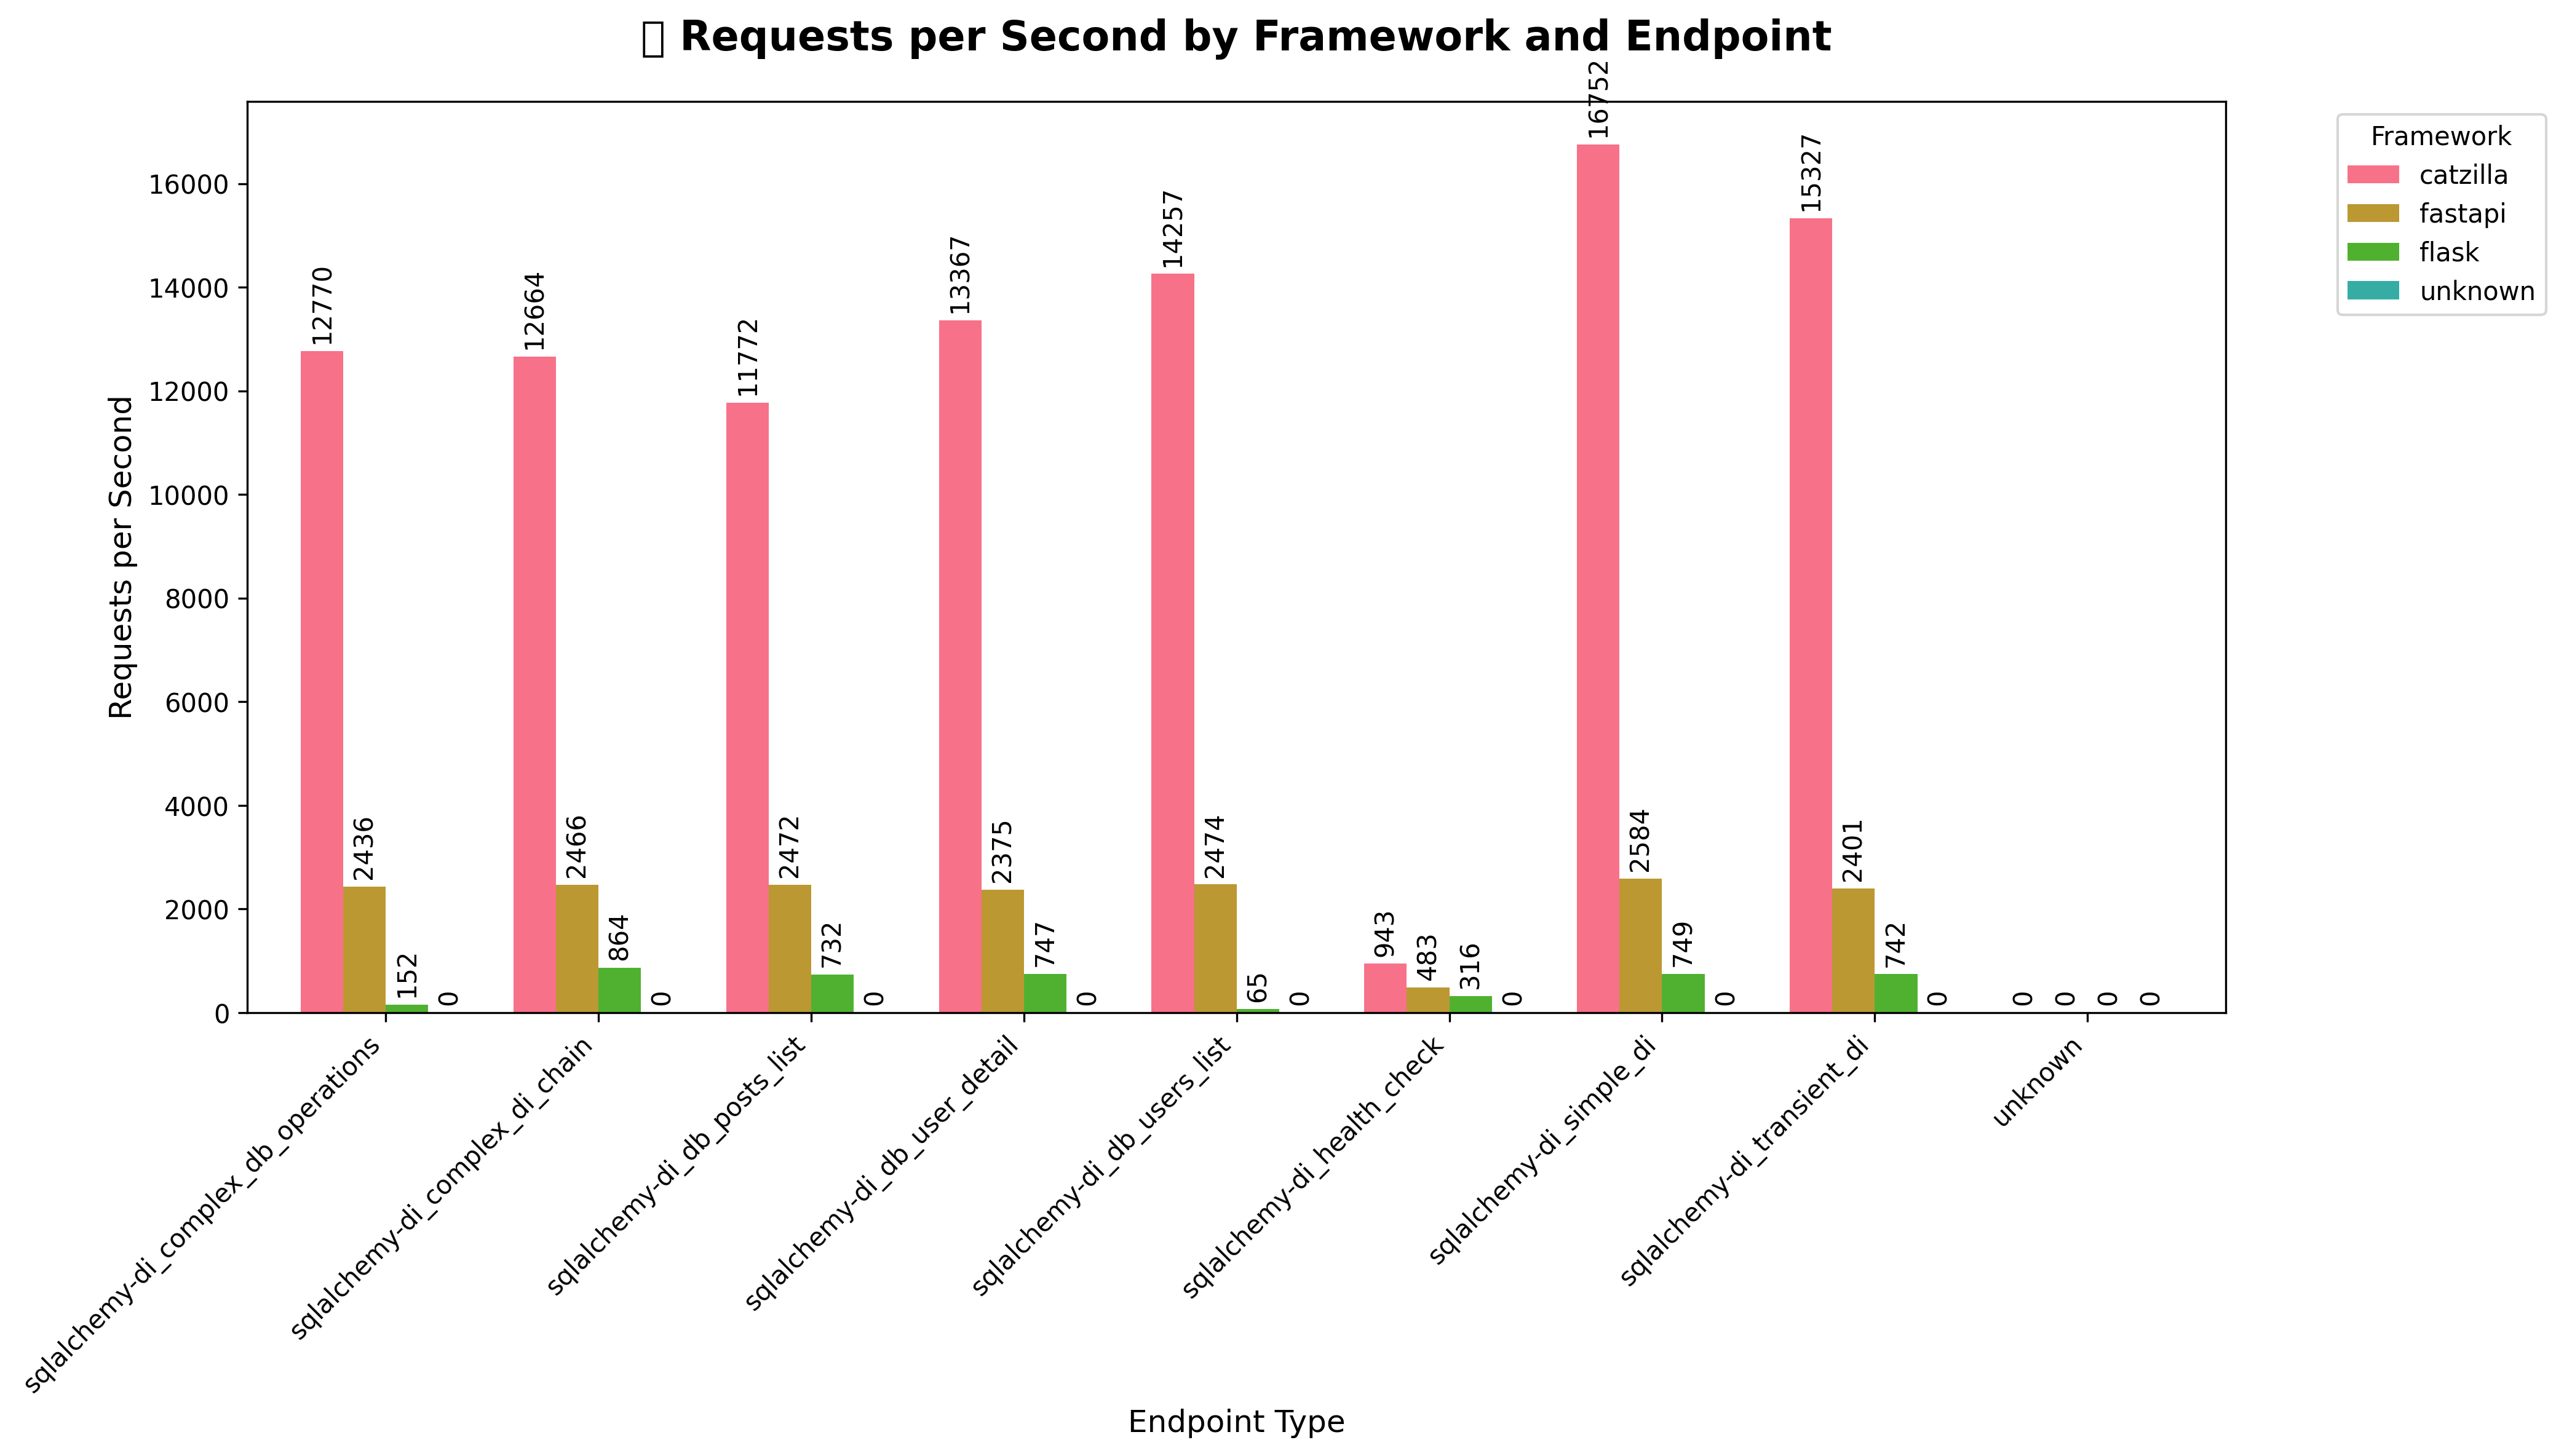 Requests per Second by Framework and Endpoint
Requests per Second
16000
14000
12000
10000
8000
6000
4000
2000
0
12770
2436
152
0
12664
2466
864
0
11772
2472
732
0
13367
2375
747
0
14257
2474
65
0
943
483
316
0
16752
2584
749
0
15327
2401
742
0
0
0
0
0
Framework
catzilla
fastapi
flask
unknown
sqlalchemy-di_complex_db_operations
sqlalchemy-di_complex_di_chain
sqlalchemy-di_db_posts_list
sqlalchemy-di_db_user_detail
sqlalchemy-di_db_users_list
sqlalchemy-di_health_check
sqlalchemy-di_simple_di
sqlalchemy-di_transient_di
unknown
Endpoint Type